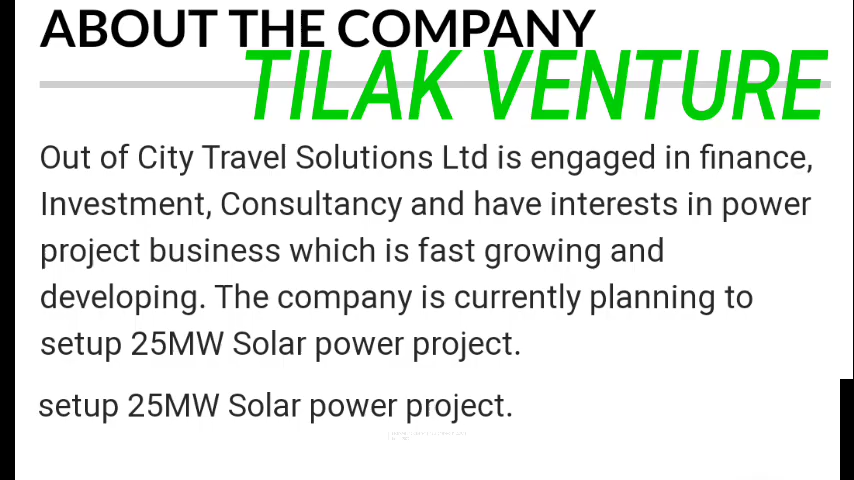 ABOUT THE COMPANY
TILAK VENTURE
Out of City Travel Solutions Ltd is engaged in finance,
Investment, Consultancy and have interests in power
project business which is fast growing and
developing. The company is currently planning to
setup 25MW Solar power project.
setup 25MW Solar power project.